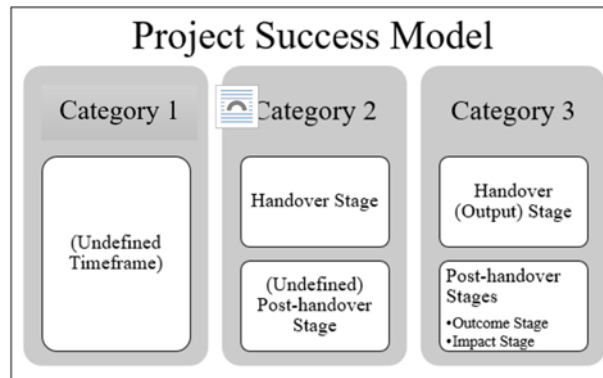 Project Success Model
Category 1
(Undefined
Timeframe)
Category 2
Handover Stage
(Undefined)
Post-handover
Stage
Category 3
Handover
(Output) Stage
Post-handover
Stages
•Outcome Stage
•Impact Stage